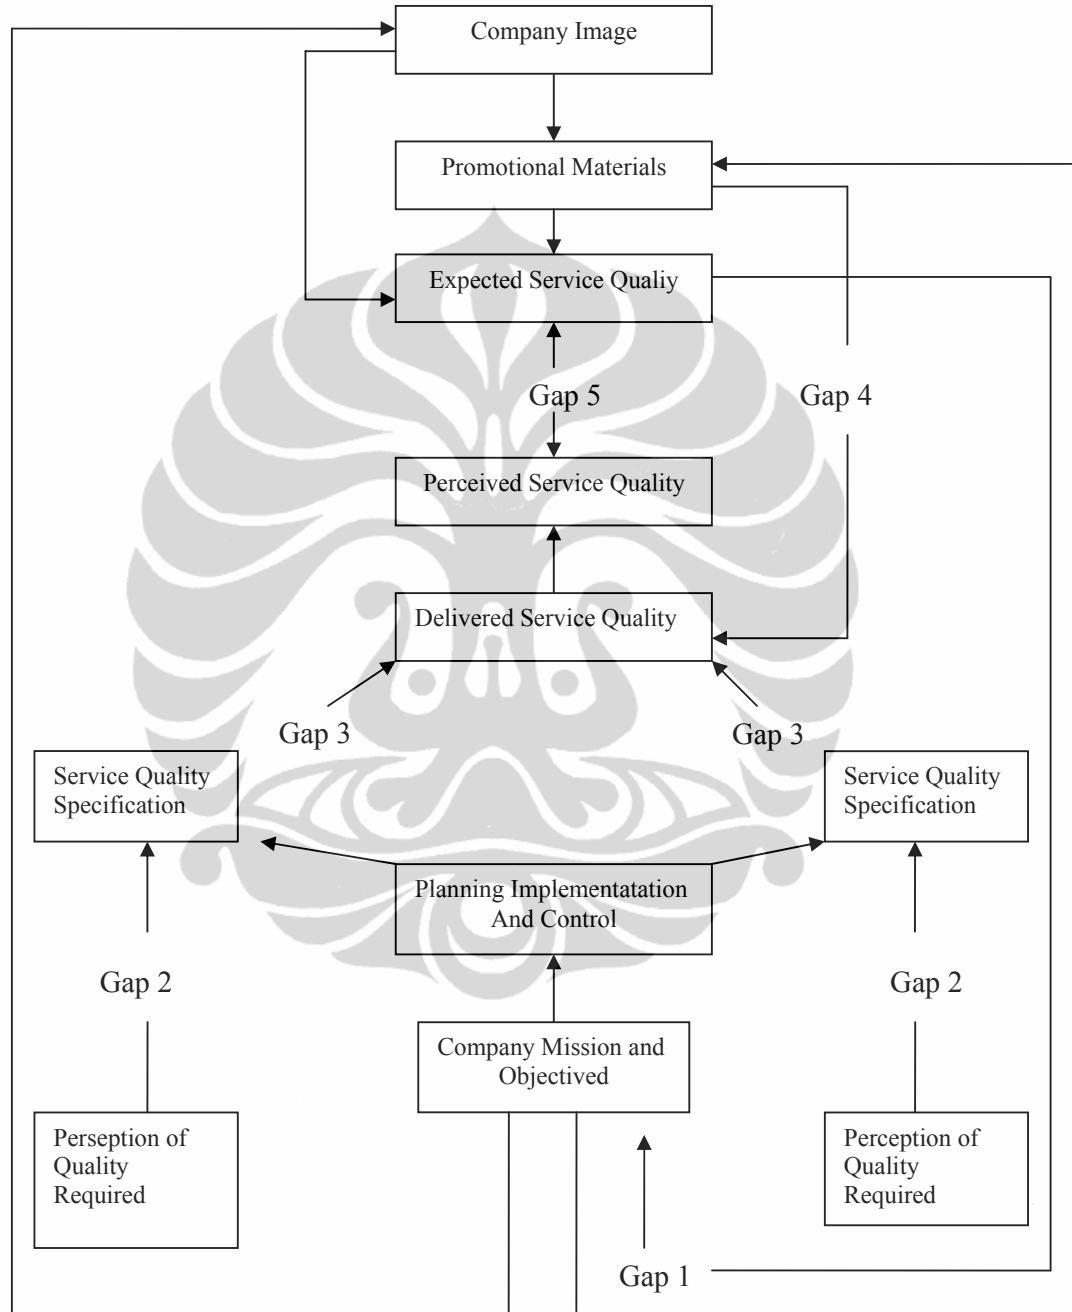 Company Image
Promotional Materials
Expected Service Qualiy
Gap 5
Gap 4
Perceived Service Quality
Delivered Service Quality
Gap 3
Gap 3
Service Quality
Specification
Service Quality
Specification
Planning Implementatation
And Control
Gap 2
Gap 2
Company Mission and
Objectived
Perseption of
Quality
Required
Perception of
Quality
Required
Gap 1